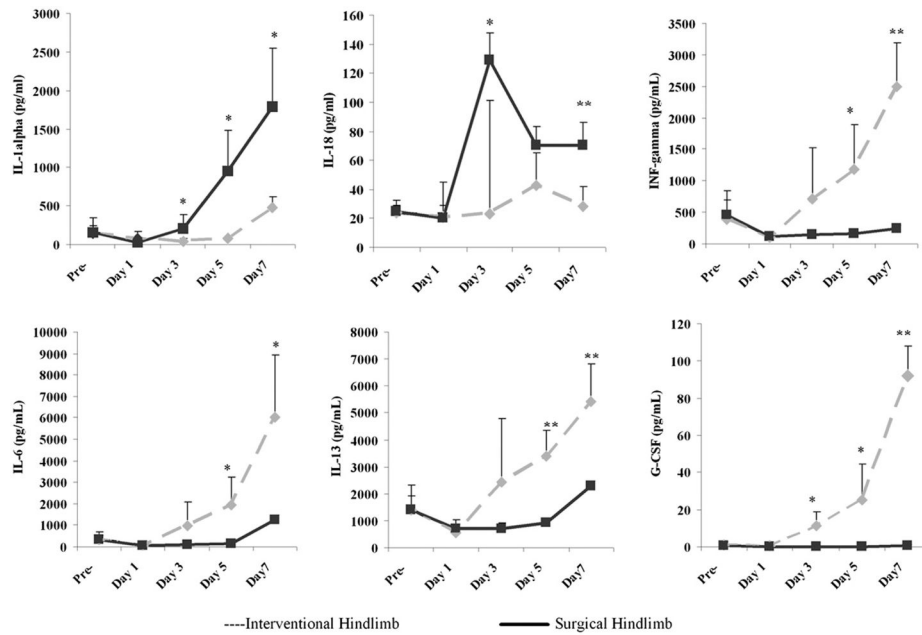 3000
2500
2000
1500
1000
500
0
IL-1alpha (pg/ml)
*
*
*
Pre-
Day 1
Day 3
Day 5
Day7
160
140
120
100
80
60
40
20
0
IL-18 (pg/ml)
*
**
Pre-
Day 1
Day 3
Day 5
Day7
3500
3000
2500
2000
1500
1000
500
0
INF-gamma (pg/mL)
*
**
Pre-
Day 1
Day 3
Day 5
Day7
10000
9000
8000
7000
6000
5000
4000
3000
2000
1000
0
IL-6 (pg/mL)
*
*
Pre-
Day 1
Day 3
Day 5
Day7
8000
7000
6000
5000
4000
3000
2000
1000
0
IL-13 (pg/mL)
**
**
Pre-
Day 1
Day 3
Day 5
Day7
120
100
80
60
40
20
0
G-CSF (pg/mL)
*
*
**
Pre-
Day 1
Day 3
Day 5
Day7
----Interventional Hindlimb
Surgical Hindlimb